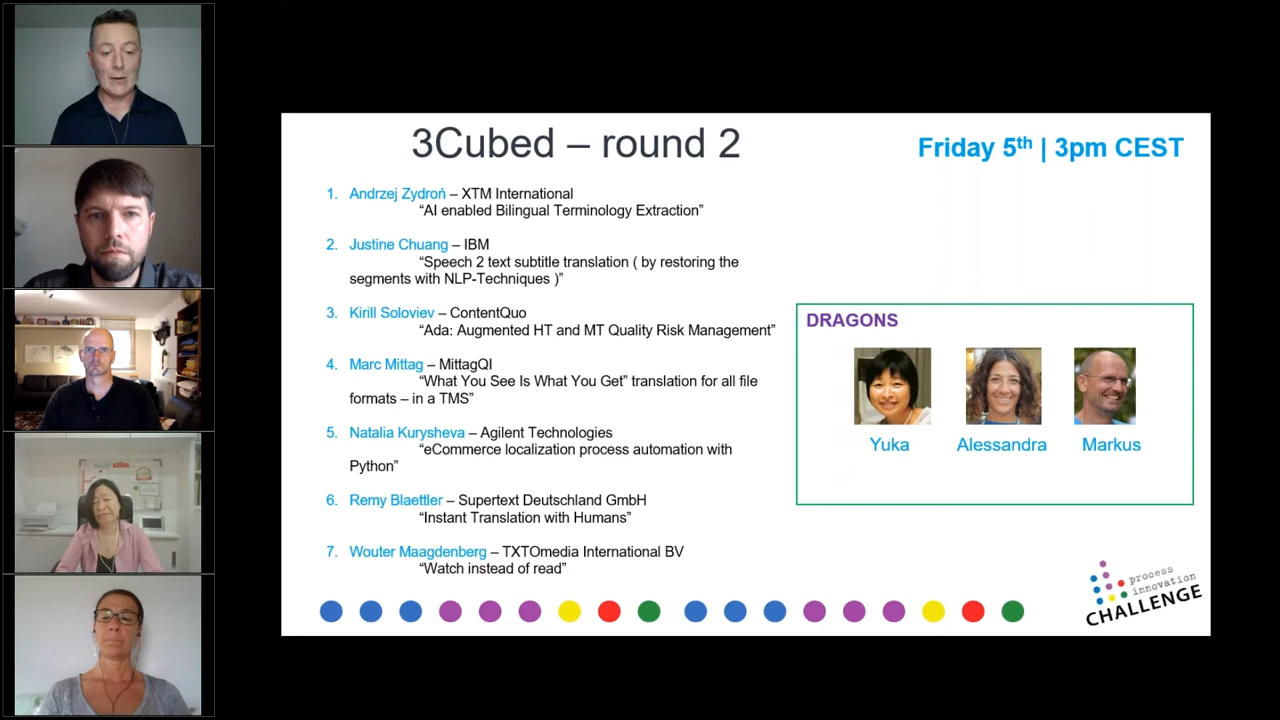 3Cubed – round 2
Friday 5th | 3pm CEST
1. Andrzej Zydroń – XTM International
“AI enabled Bilingual Terminology Extraction”
2. Justine Chuang – IBM
“Speech 2 text subtitle translation ( by restoring the
segments with NLP-Techniques )”
3. Kirill Soloviev – ContentQuo
“Ada: Augmented HT and MT Quality Risk Management”
4. Marc Mittag – MittagQI
“What You See Is What You Get” translation for all file
formats – in a TMS”
5. Natalia Kurysheva – Agilent Technologies
“eCommerce localization process automation with
Python”
6. Remy Blaettler – Supertext Deutschland GmbH
“Instant Translation with Humans”
7. Wouter Maagdenberg – TXTOmedia International BV
“Watch instead of read”
DRAGONS
Yuka
Alessandra
Markus
process
innovation
CHALLENGE